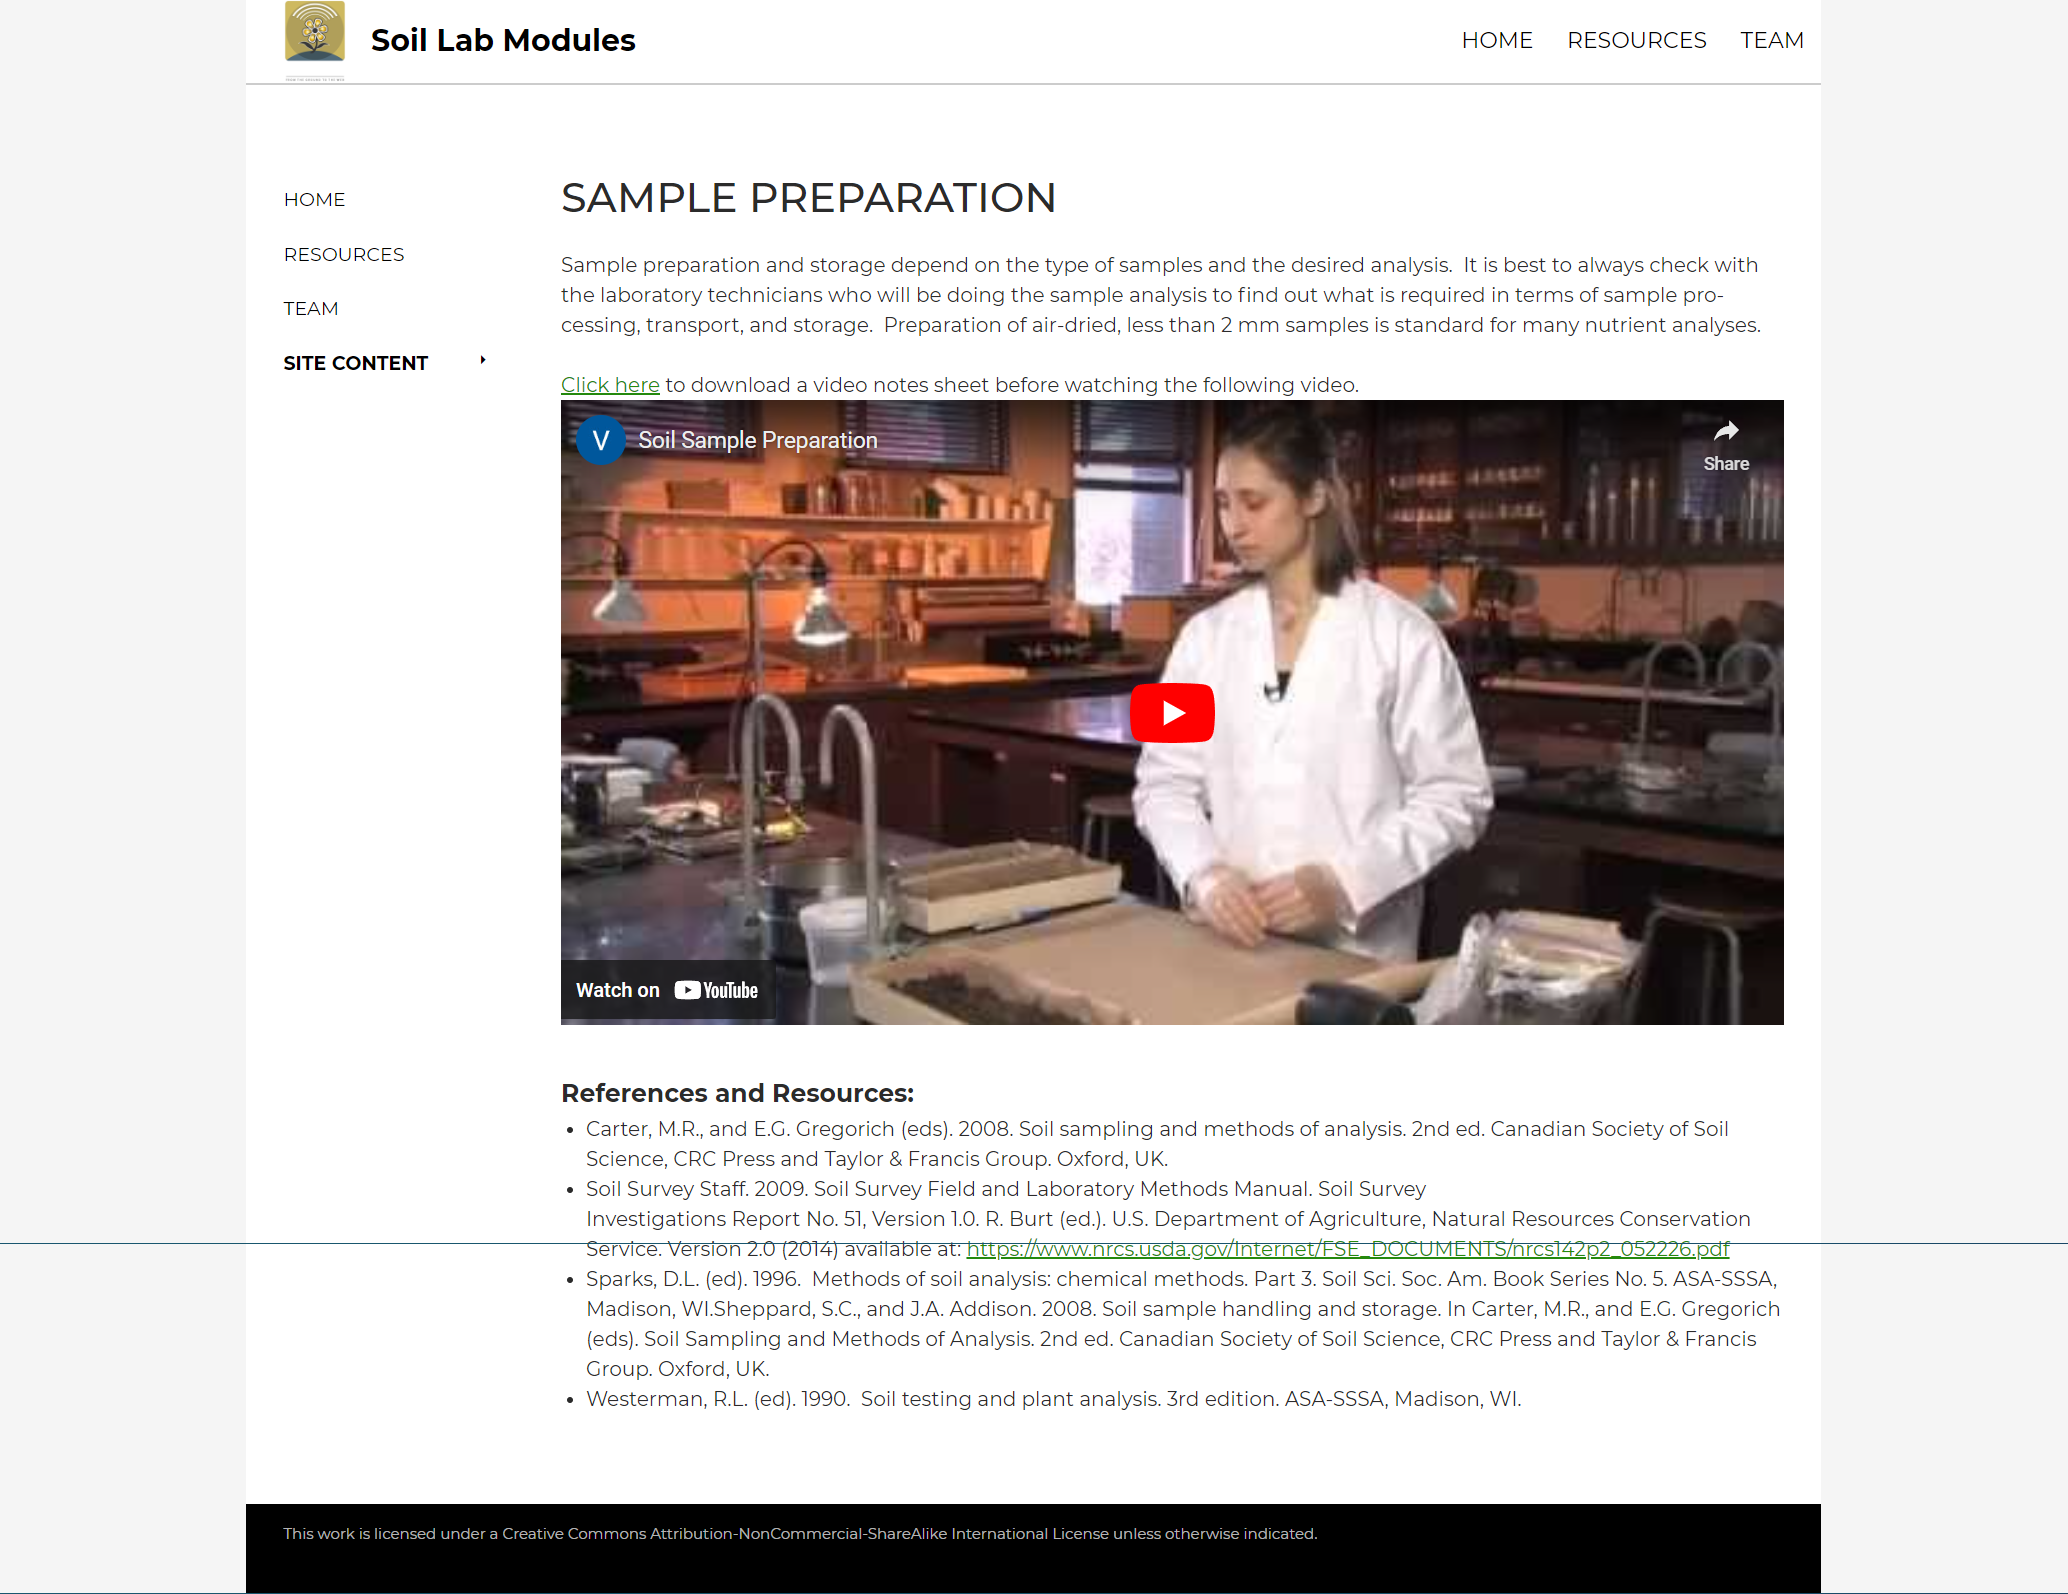 Soil Lab Modules
HOME RESOURCES TEAM
HOME
RESOURCES
TEAM
SITE CONTENT
SAMPLE PREPARATION
Sample preparation and storage depend on the type of samples and the desired analysis.  It is best to always check with
the laboratory technicians who will be doing the sample analysis to find out what is required in terms of sample pro-
cessing, transport, and storage.  Preparation of air-dried, less than 2 mm samples is standard for many nutrient analyses.
Click here to download a video notes sheet before watching the following video.
V Soil Sample Preparation
Share
Watch on YouTube
References and Resources:
• Carter, M.R., and E.G. Gregorich (eds). 2008. Soil sampling and methods of analysis. 2nd ed. Canadian Society of Soil
Science, CRC Press and Taylor & Francis Group. Oxford, UK.
• Soil Survey Staff. 2009. Soil Survey Field and Laboratory Methods Manual. Soil Survey
Investigations Report No. 51, Version 1.0. R. Burt (ed.). U.S. Department of Agriculture, Natural Resources Conservation
Service. Version 2.0 (2014) available at: https://www.nrcs.usda.gov/Internet/FSE_DOCUMENTS/nrcs142p2_052226.pdf
• Sparks, D.L. (ed). 1996.  Methods of soil analysis: chemical methods. Part 3. Soil Sci. Soc. Am. Book Series No. 5. ASA-SSSA,
Madison, WI.Sheppard, S.C., and J.A. Addison. 2008. Soil sample handling and storage. In Carter, M.R., and E.G. Gregorich
(eds). Soil Sampling and Methods of Analysis. 2nd ed. Canadian Society of Soil Science, CRC Press and Taylor & Francis
Group. Oxford, UK.
• Westerman, R.L. (ed). 1990.  Soil testing and plant analysis. 3rd edition. ASA-SSSA, Madison, WI.
This work is licensed under a Creative Commons Attribution-NonCommercial-ShareAlike International License unless otherwise indicated.